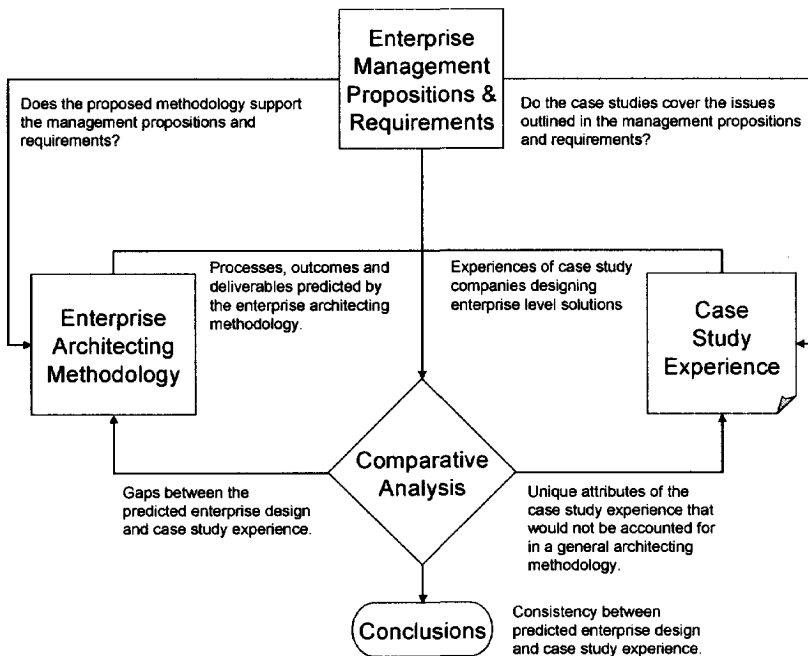 Enterprise
Management
Propositions &
Requirements
Does the proposed methodology support
the management propositions and
requirements?
Do the case studies cover the issues
outlined in the management propositions
and requirements?
Processes, outcomes and
deliverables predicted by
the enterprise architecting
methodology.
Experiences of case study
companies designing
enterprise level solutions
Enterprise
Architecting
Methodology
Case
Study
Experience
Comparative
Analysis
Gaps between the
predicted enterprise design
and case study experience.
Unique attributes of the
case study experience that
would not be accounted for
in a general architecting
methodology.
Conclusions
Consistency between
predicted enterprise design
and case study experience.